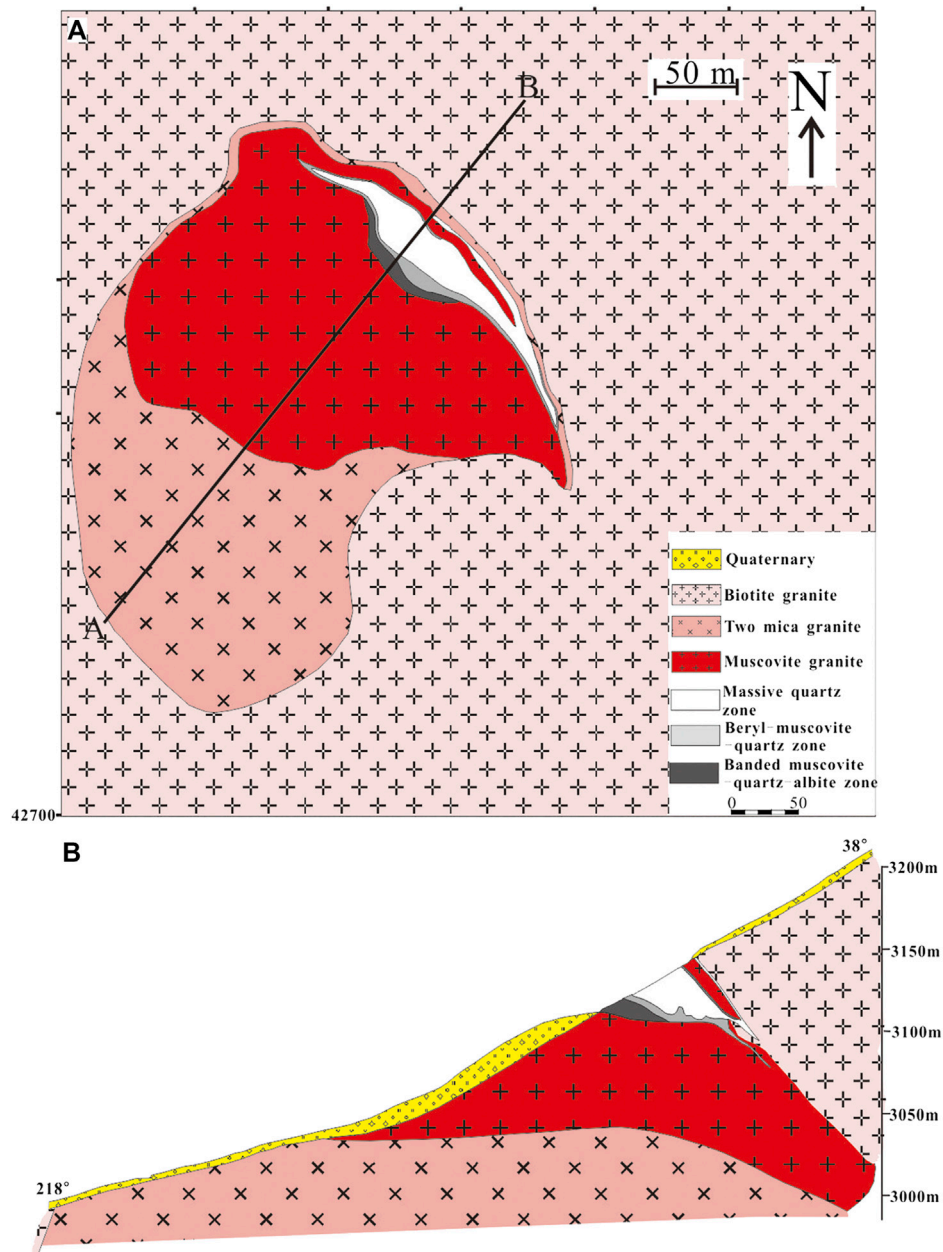 A
50 m
B
N
A
Quaternary
Biotite granite
Two mica granite
Muscovite granite
Massive quartz
zone
Beryl-muscovite
-quartz zone
Banded muscovite
-quartz-albite zone
0 50
42700
B
38°
3200m
3150m
3100m
3050m
218°
3000m